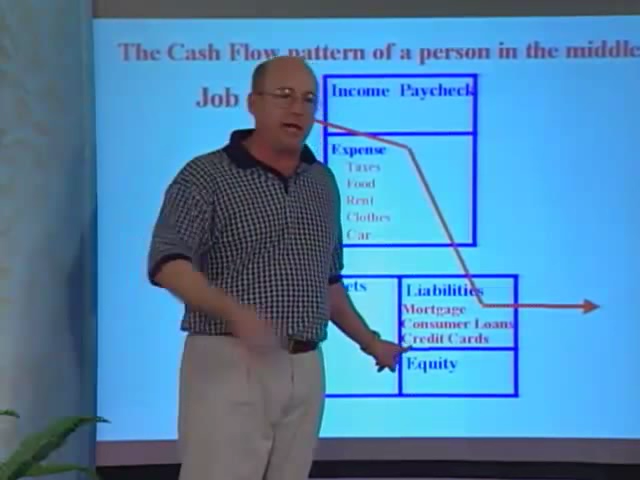 The Cash Flow pattern of a person in the middle
Job
Income Paycheck
Expense
Taxes
Food
Rent
Clothes
Car
ets
Liabilities
Mortgage
Consumer Loans
Credit Cards
Equity